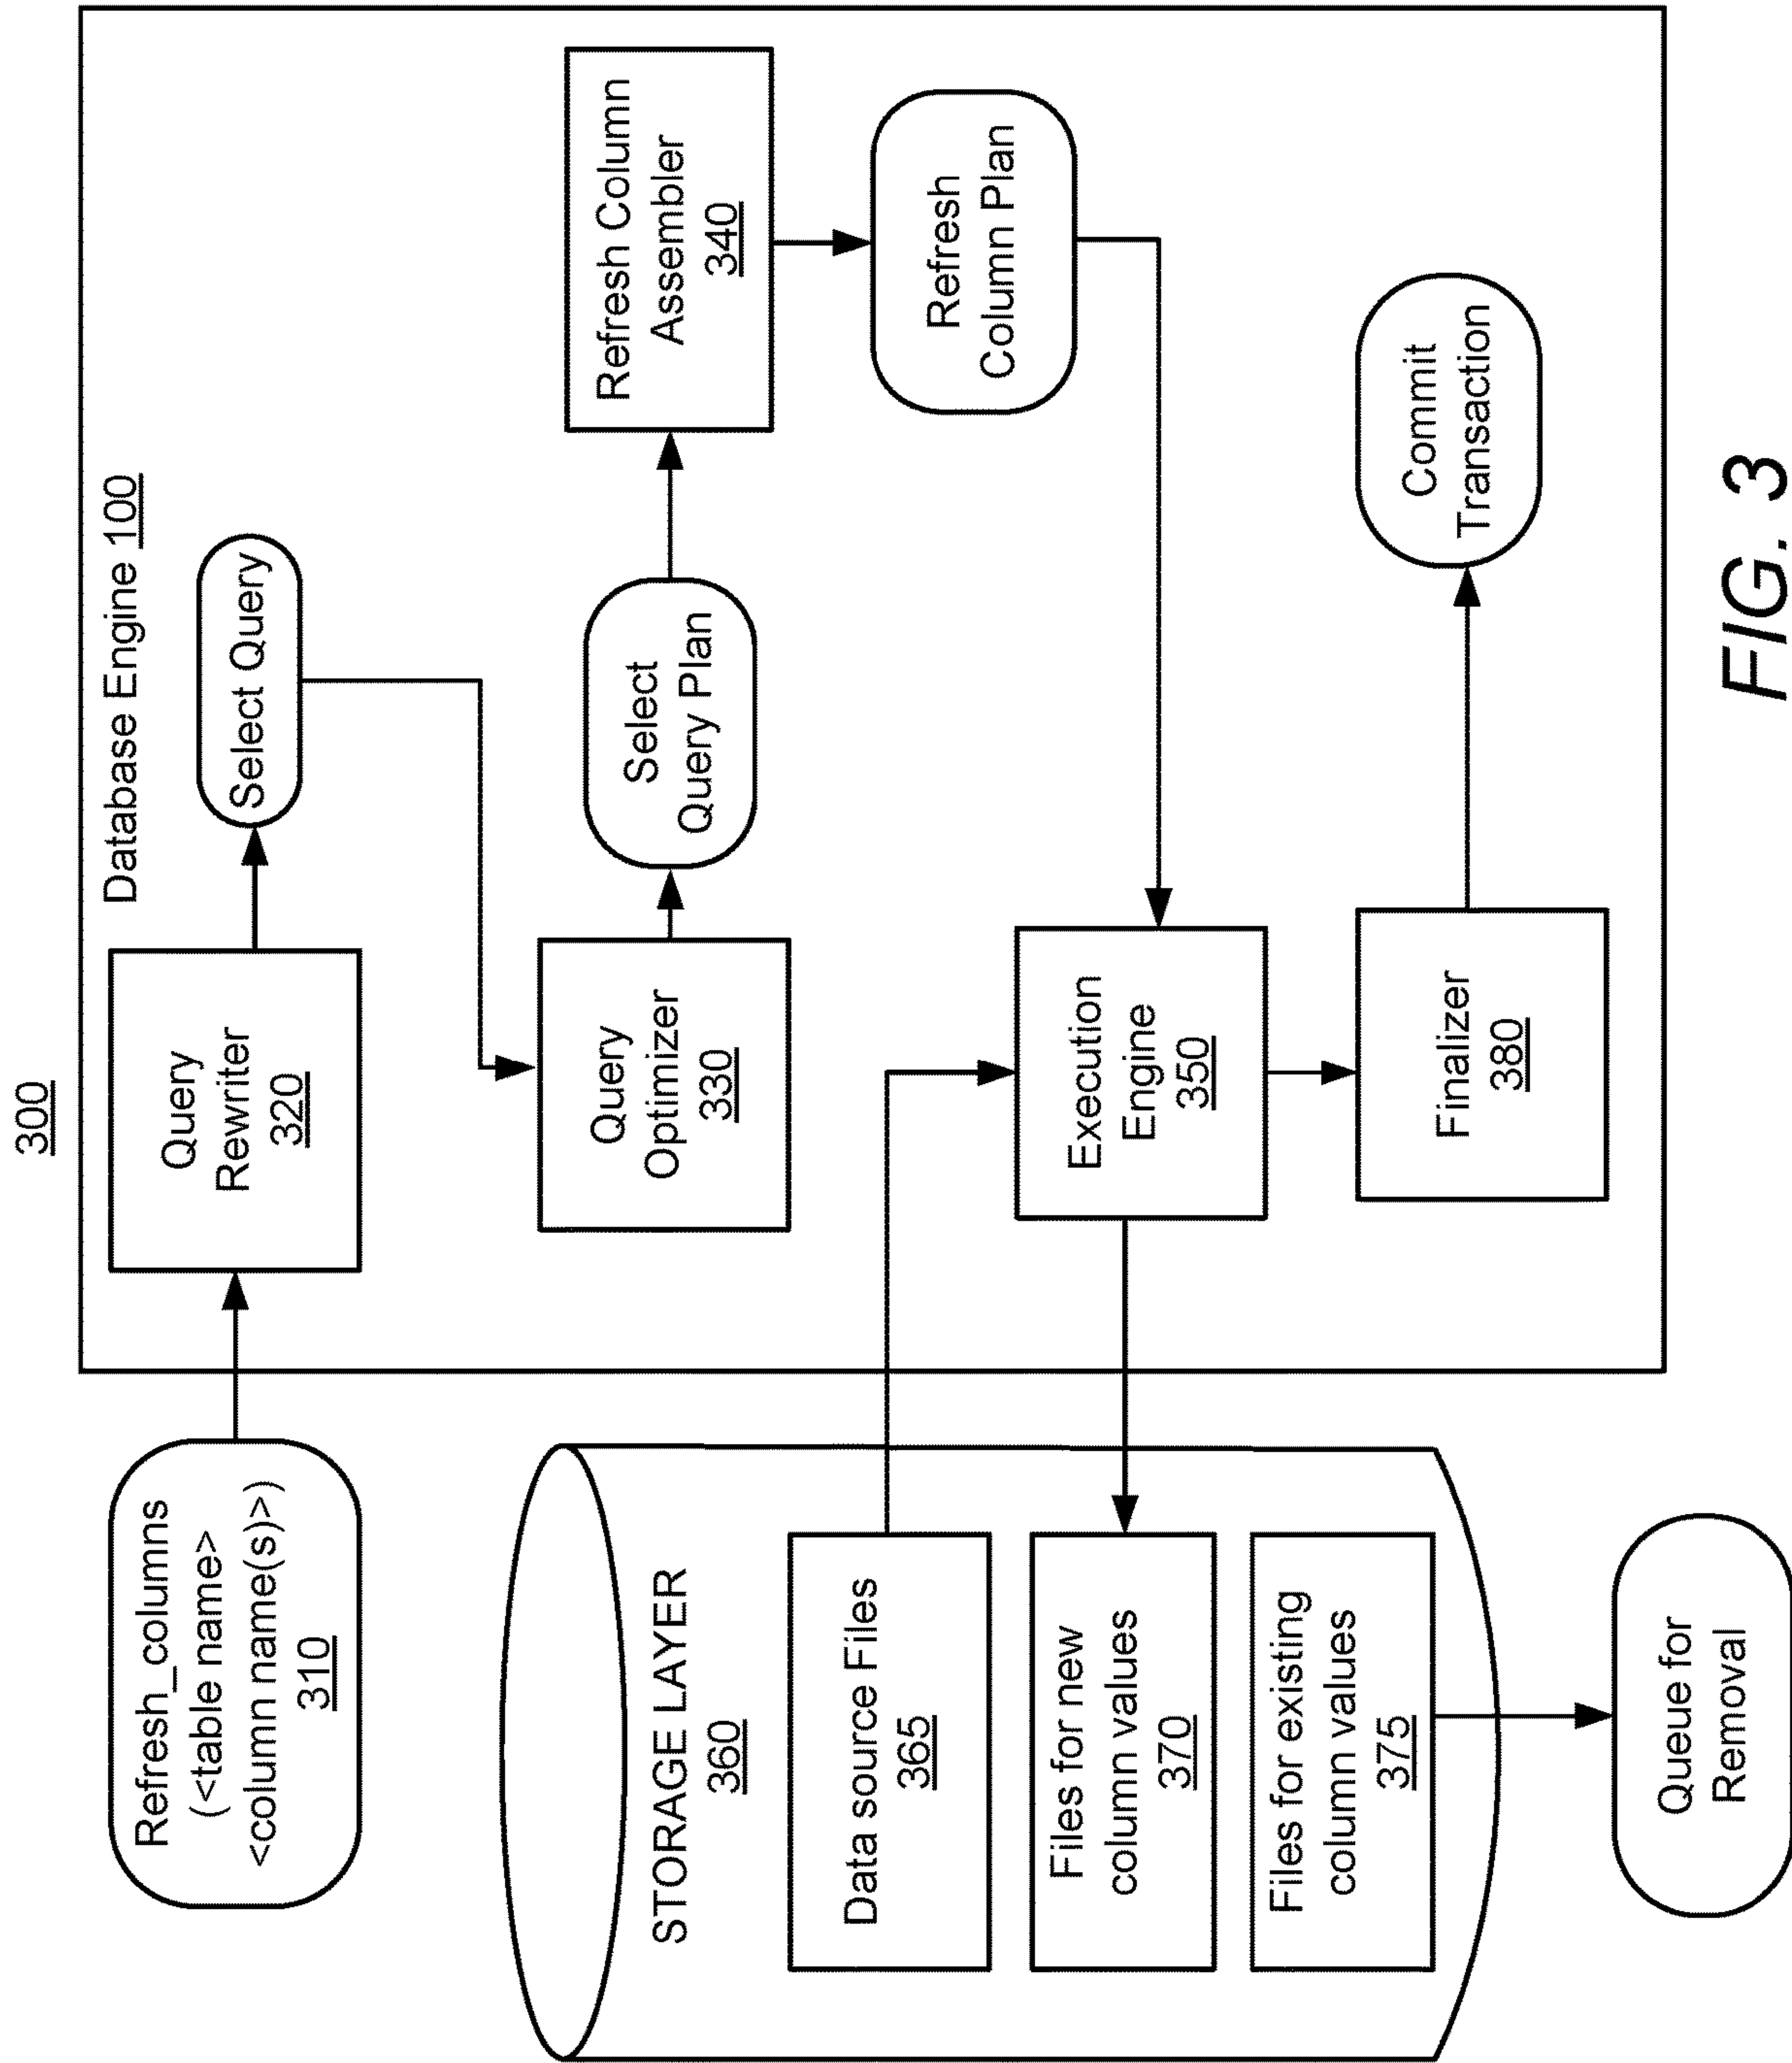 300
Refresh_columns
(<table name>
<column name(s)>)
310
Database Engine 100
Query
Rewriter
320
Select Query
Query
Optimizer
330
Select
Query Plan
Refresh Column
Assembler
340
Refresh
Column Plan
STORAGE LAYER
360
Data source Files
365
Files for new
column values
370
Files for existing
column values
375
Queue for
Removal
Execution
Engine
350
Finalizer
380
Commit
Transaction
FIG. 3